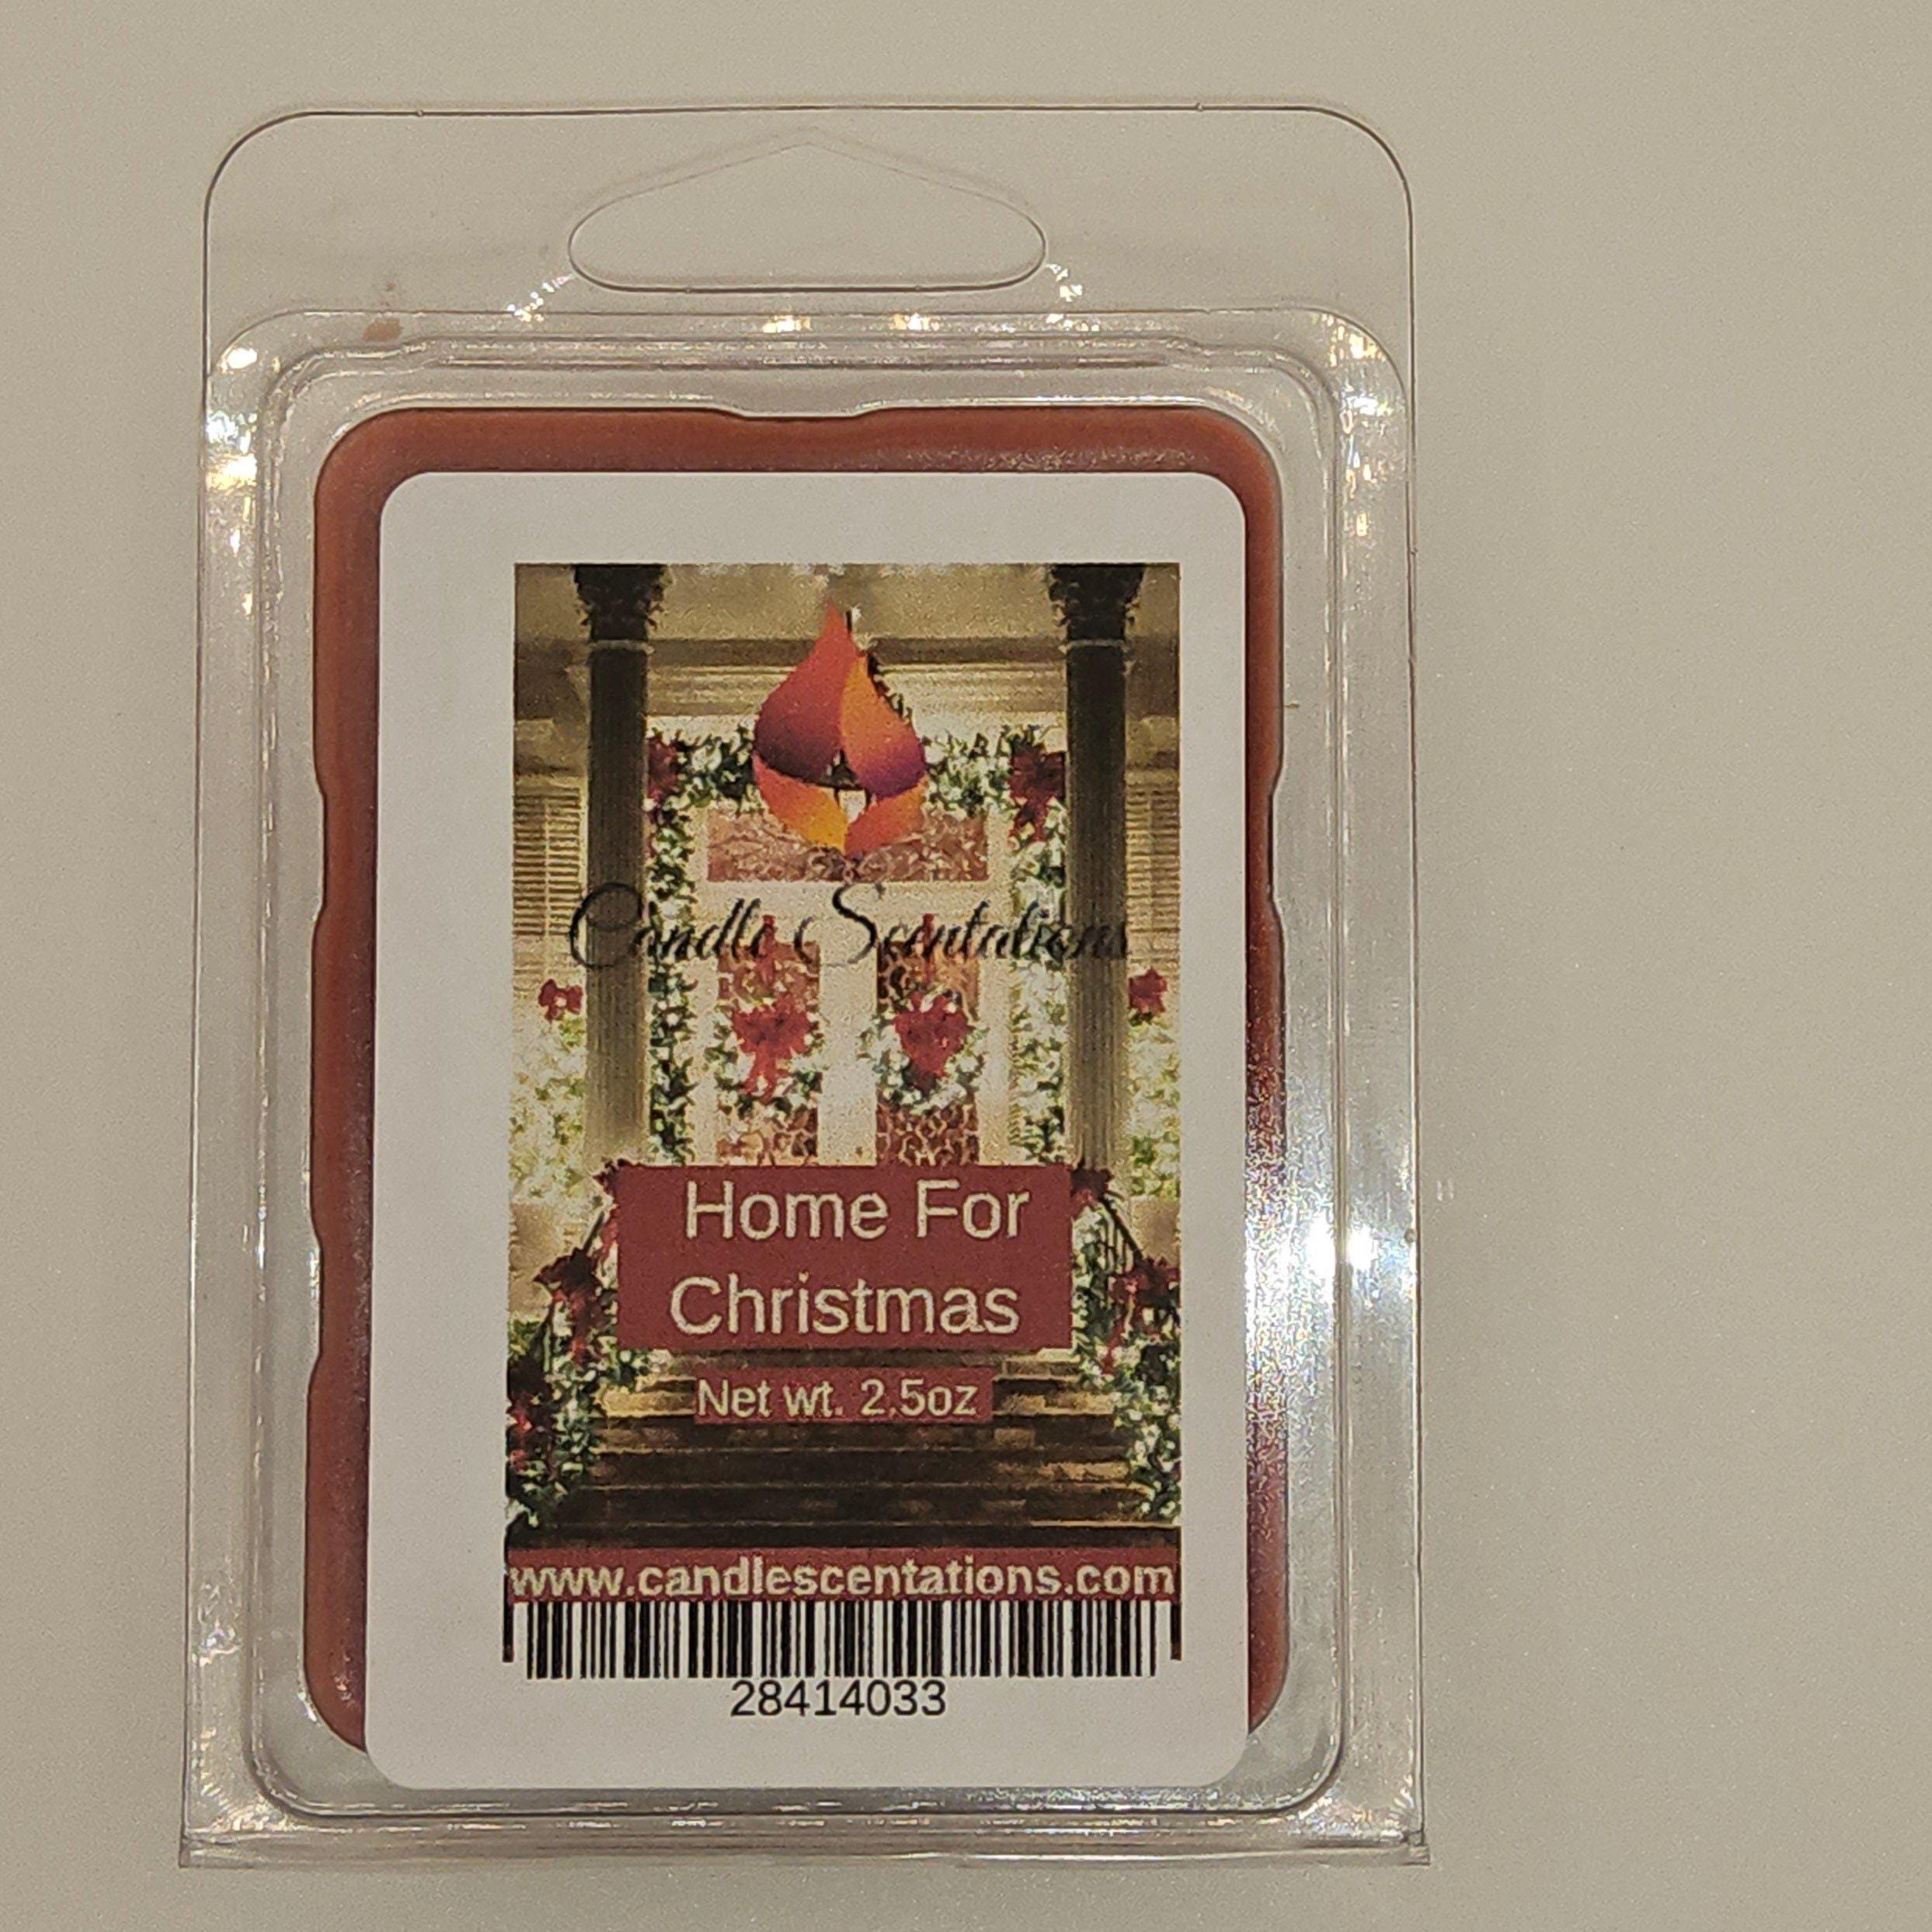 Candle Scentations
Home For
Christmas
Net wt. 2.5oz
www.candlescentations.com
28414033